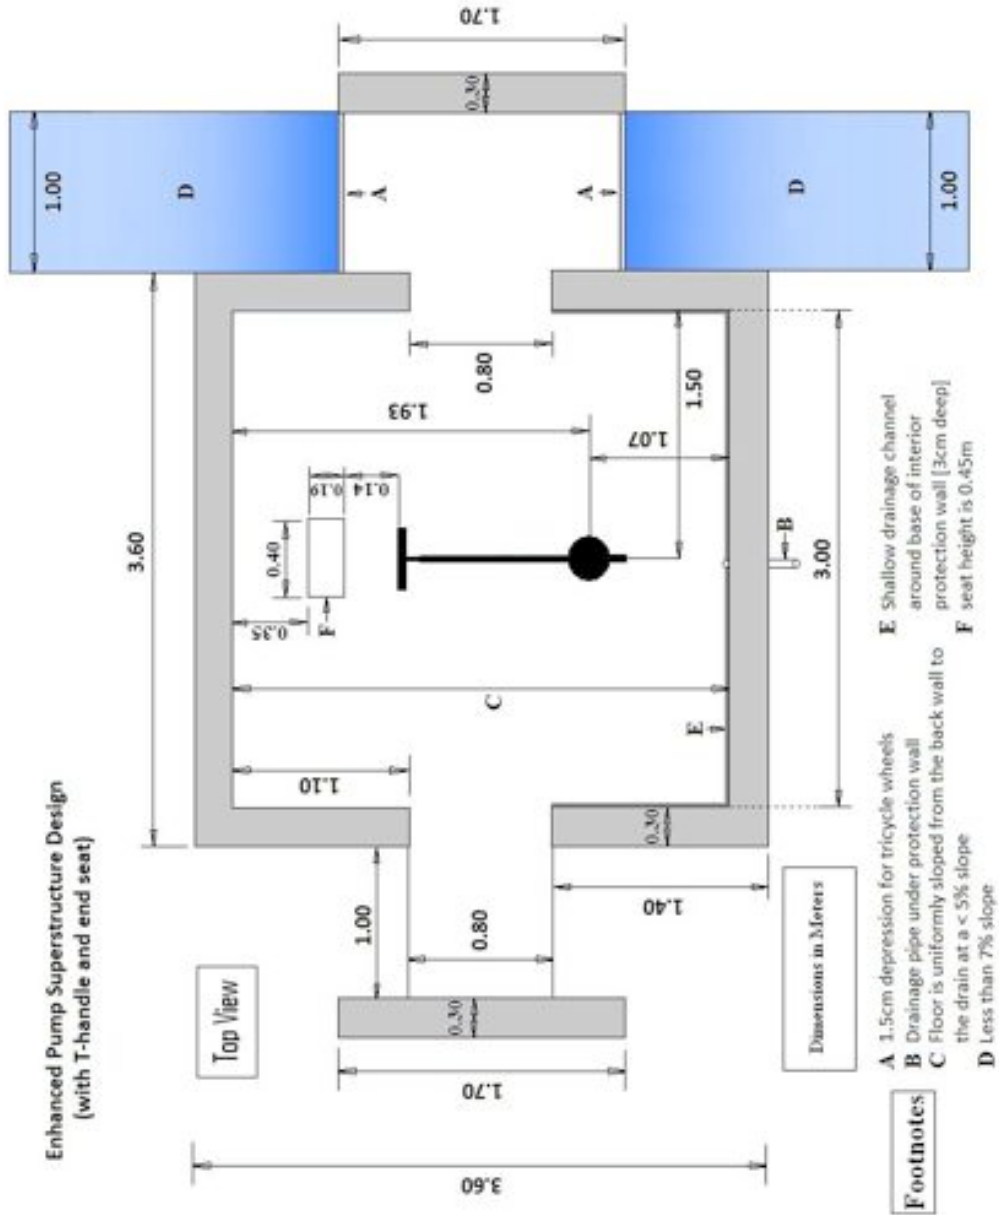 Enhanced Pump Superstructure Design
(with T-handle and end seat)
Top View
3.60
1.70
0.30
1.00
0.80
3.60
1.10
0.30
1.40
C
E
0.35
F
0.40
0.19
0.14
1.93
1.07
1.50
0.80
3.00
B
1.00
D
A
A
D
1.00
0.30
1.70
Dimensions in Meters
Footnotes
A 1.5cm depression for tricycle wheels
B Drainage pipe under protection wall
C Floor is uniformly sloped from the back wall to
the drain at a < 5% slope
D Less than 7% slope
E Shallow drainage channel
around base of interior
protection wall [3cm deep]
F seat height is 0.45m